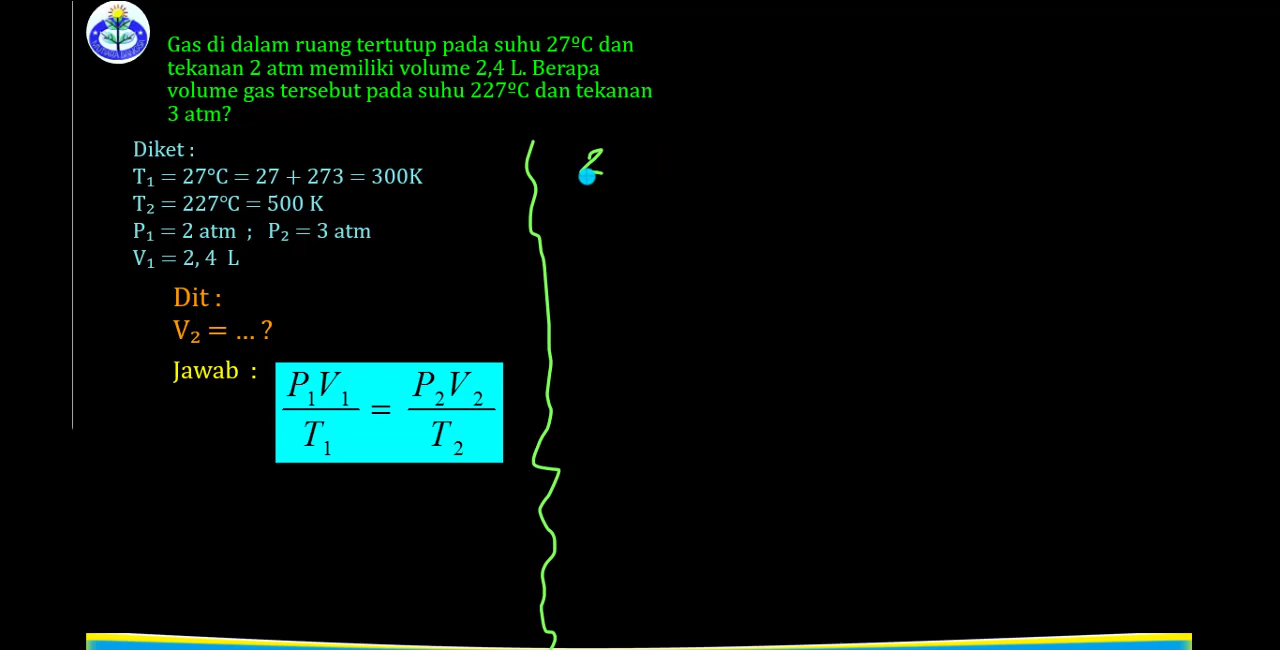 Gas di dalam ruang tertutup pada suhu 27ºC dan
tekanan 2 atm memiliki volume 2,4 L. Berapa
volume gas tersebut pada suhu 227ºC dan tekanan
3 atm?
Diket :
T₁ = 27°C = 27 + 273 = 300K
T₂ = 227°C = 500 K
P₁ = 2 atm ; P₂ = 3 atm
V₁ = 2, 4 L
Dit :
V₂ = ... ?
Jawab :
P₁V₁/T₁ = P₂V₂/T₂
2